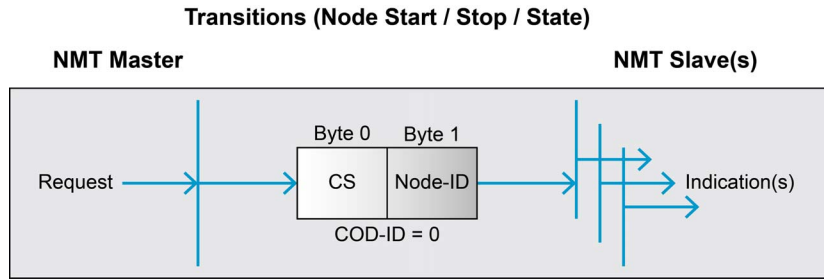 Transitions (Node Start / Stop / State)
NMT Master
NMT Slave(s)
Byte 0
Byte 1
Request
CS
Node-ID
Indication(s)
COD-ID = 0